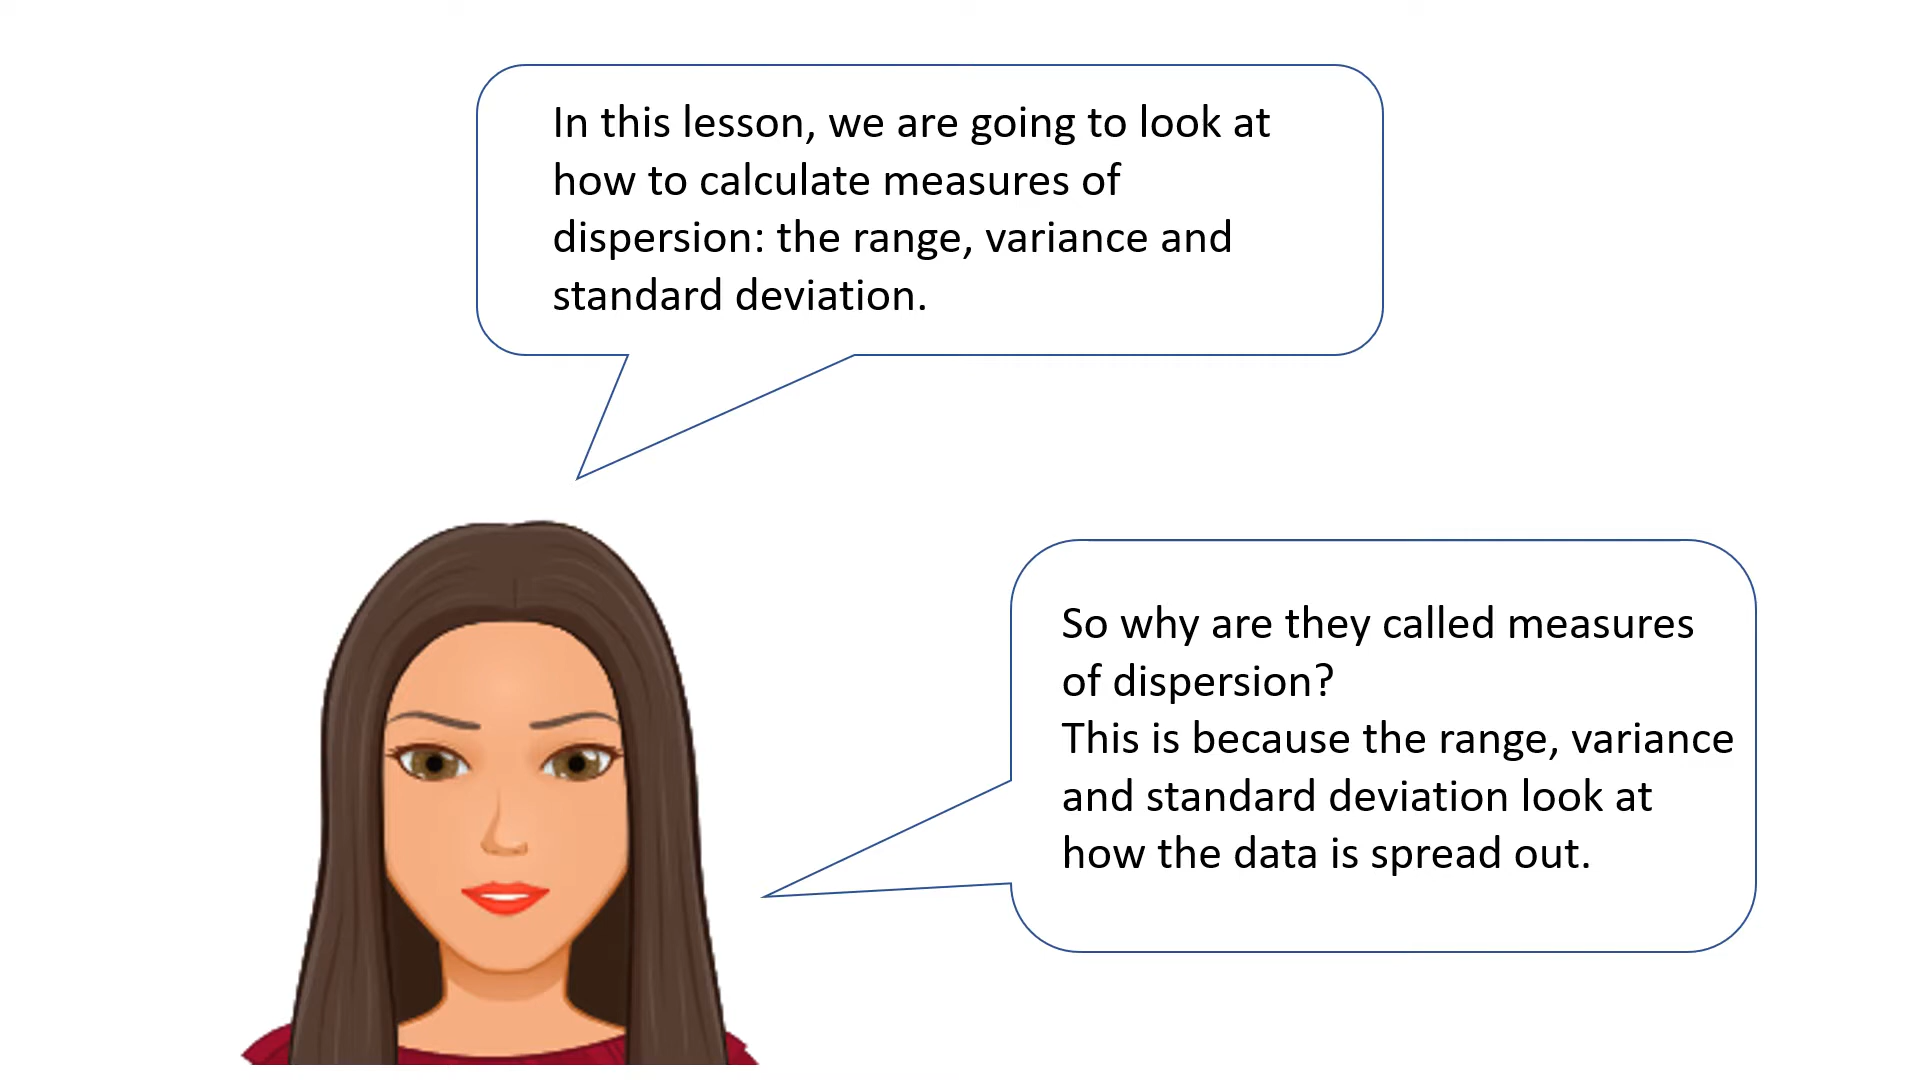 In this lesson, we are going to look at
how to calculate measures of
dispersion: the range, variance and
standard deviation.
So why are they called measures
of dispersion?
This is because the range, variance
and standard deviation look at
how the data is spread out.